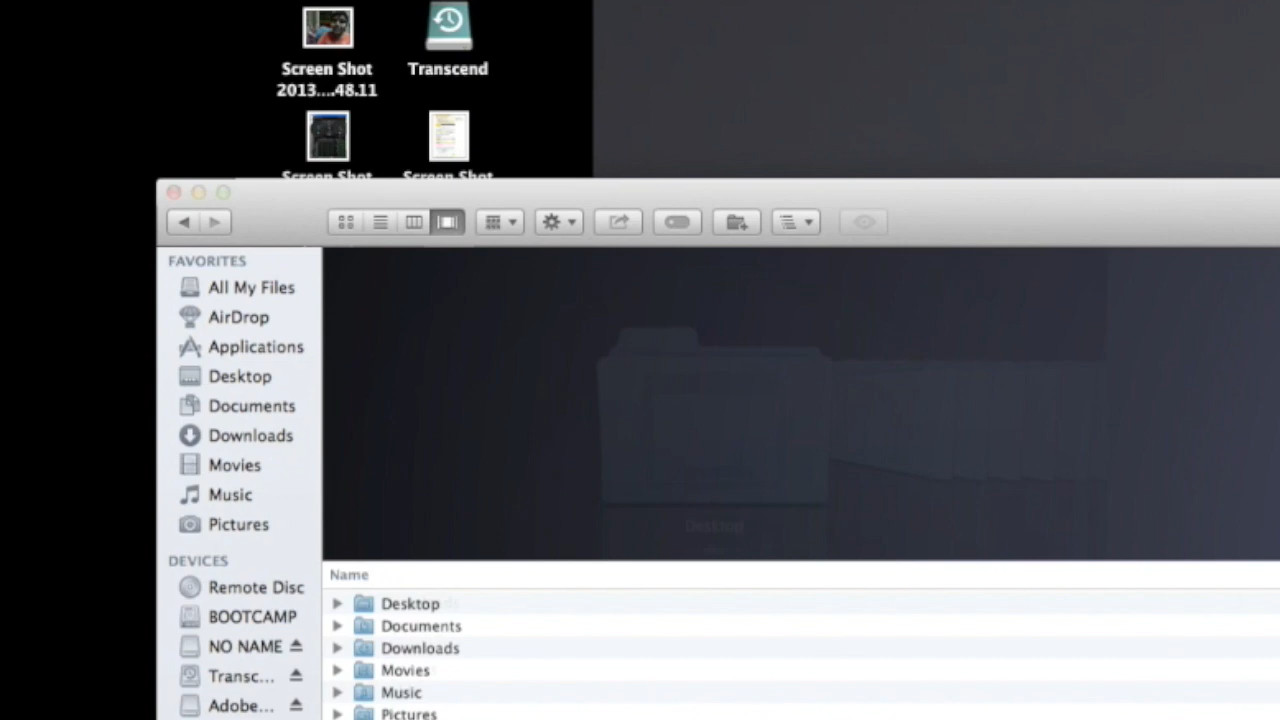 Screen Shot
2013....48.11
Transcend
Screen Shot
Screen Shot
FAVORITES
All My Files
AirDrop
Applications
Desktop
Documents
Downloads
Movies
Music
Pictures
DEVICES
Remote Disc
BOOTCAMP
NO NAME
Transc...
Adobe...
Desktop
Name
Desktop
Documents
Downloads
Movies
Music
Pictures